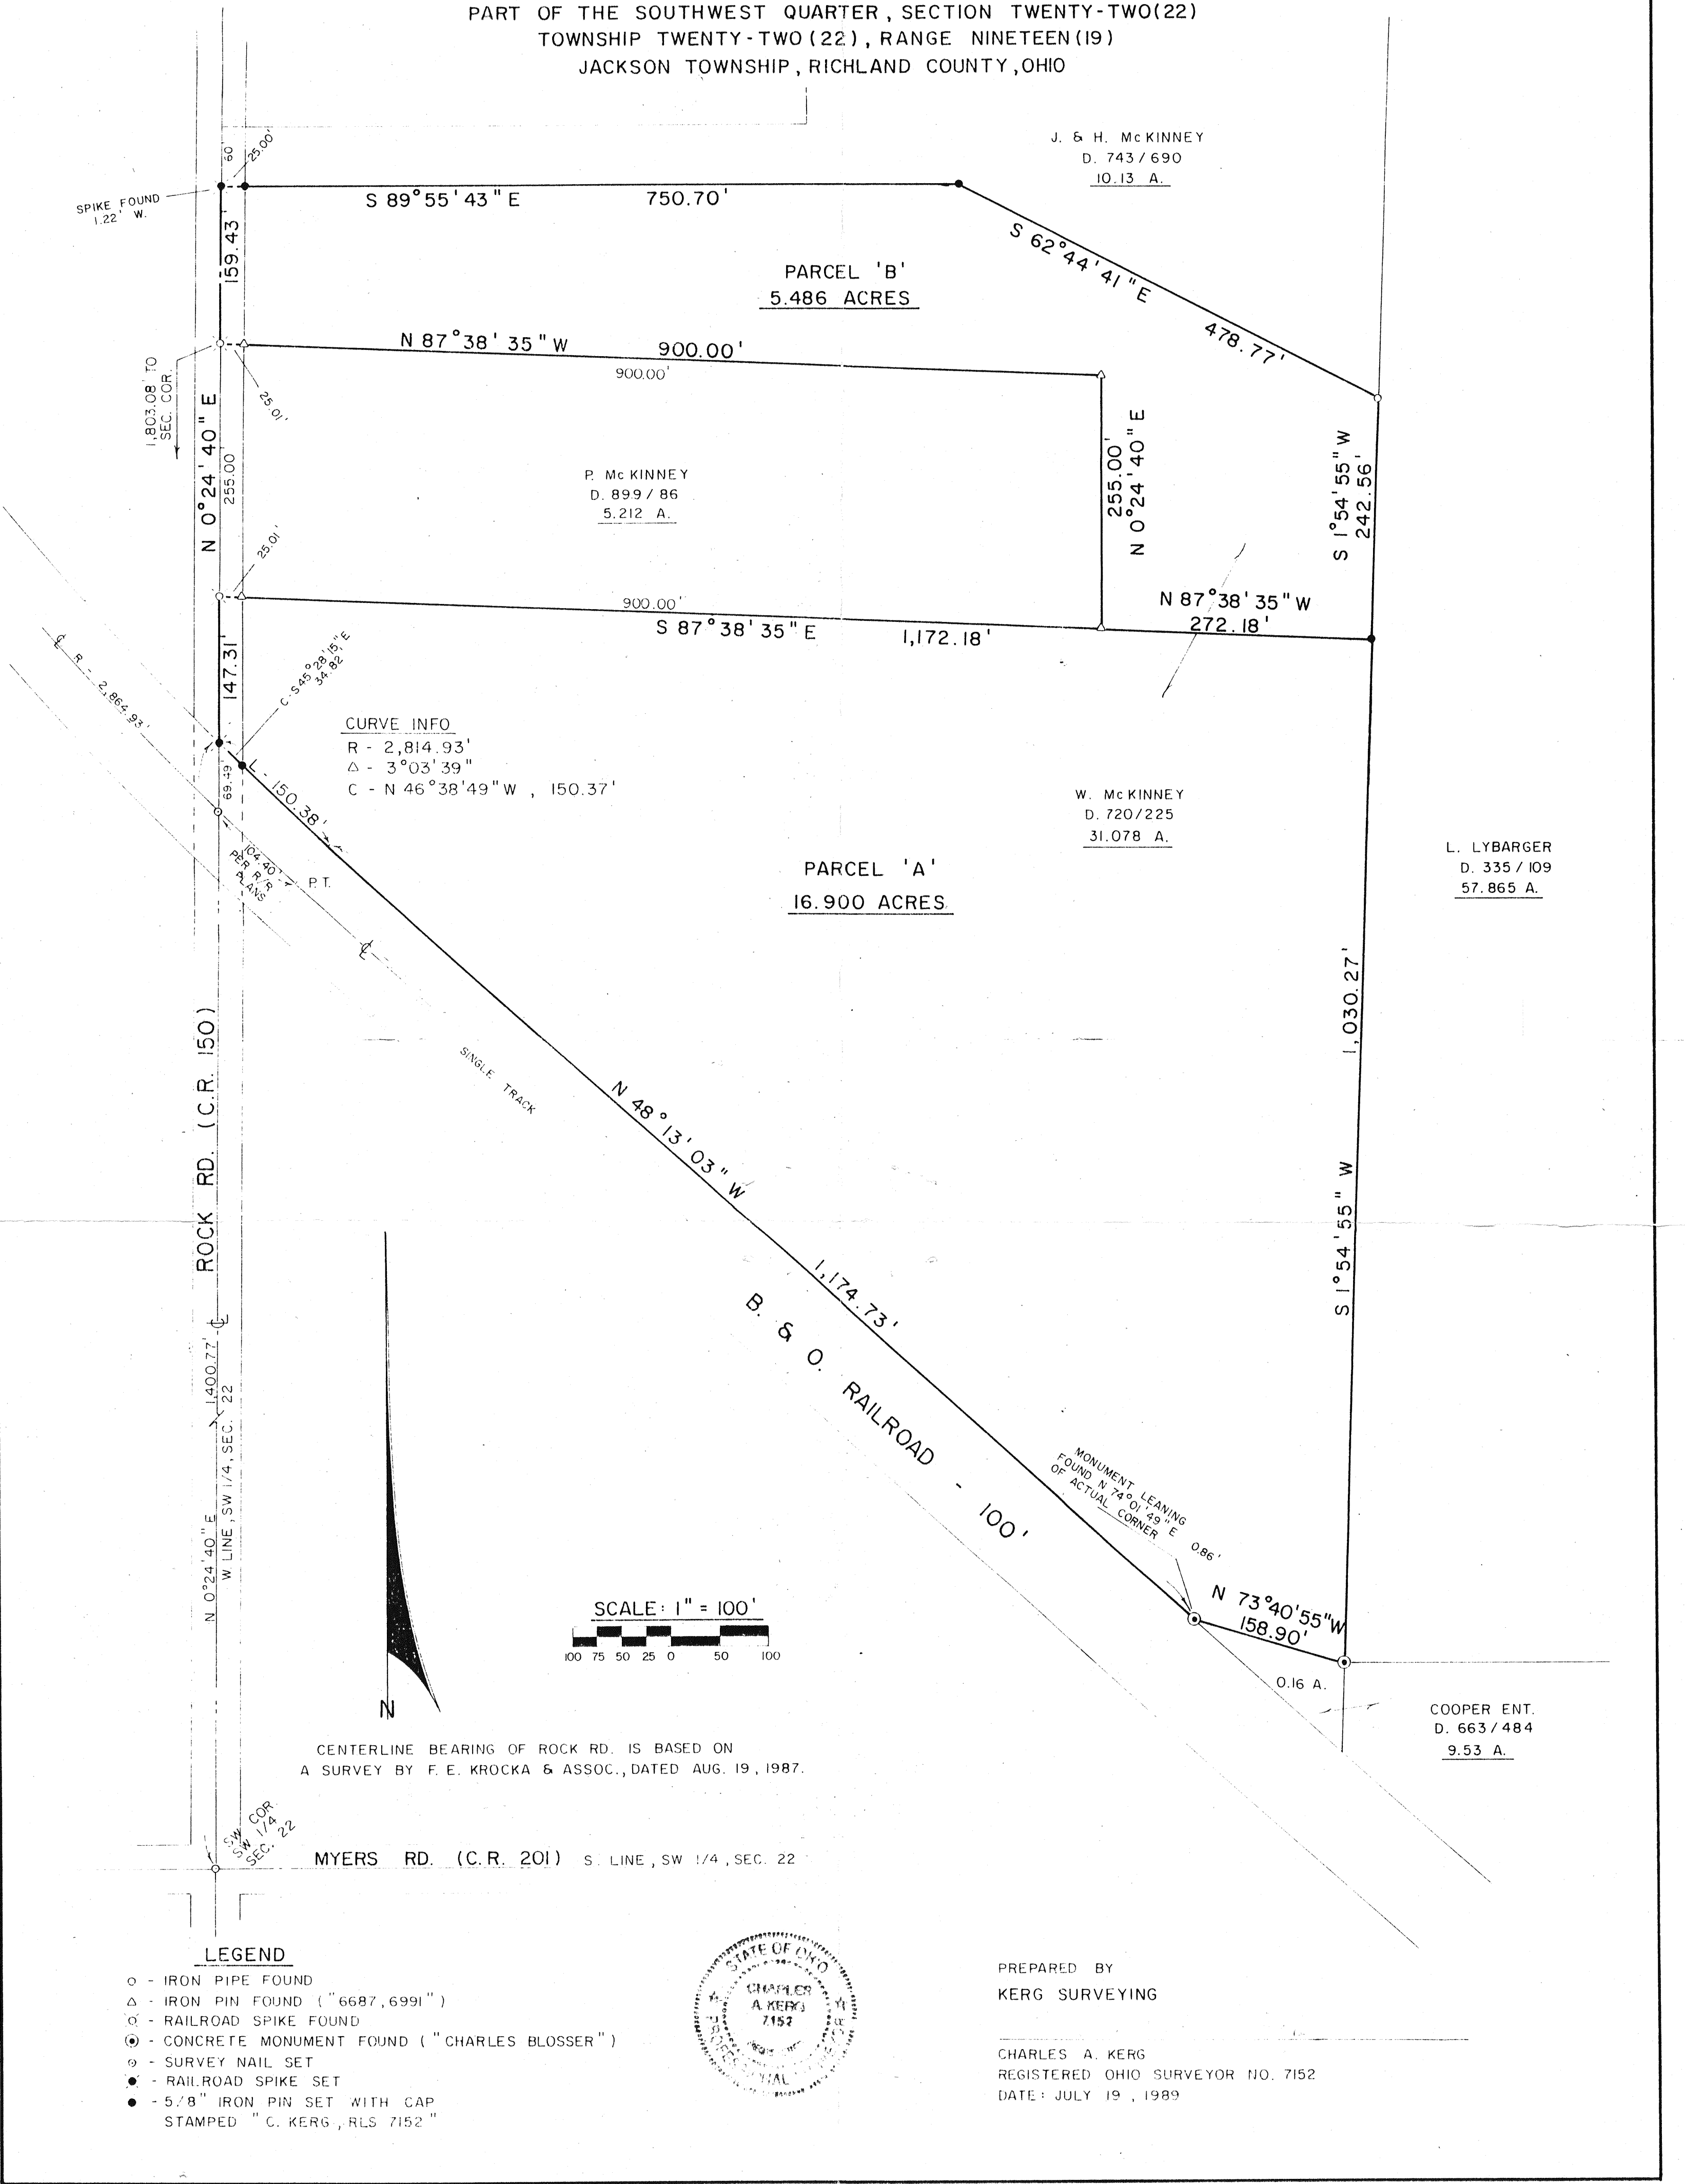 PART OF THE SOUTHWEST QUARTER, SECTION TWENTY-TWO(22)
TOWNSHIP TWENTY-TWO (22), RANGE NINETEEN (19)
JACKSON TOWNSHIP, RICHLAND COUNTY, OHIO
J. & H. McKINNEY
D. 743/690
10.13 A.
60'
25.00'
SPIKE FOUND
1.22' W.
S 89°55'43"E 750.70'
159.43'
S 62°44'41"E 478.77'
PARCEL 'B'
5.486 ACRES
N 87°38'35"W 900.00'
900.00'
1,803.08' TO
SEC. COR.
25.01'
N 0°24'40"E
255.00'
P. McKINNEY
D. 899/86
5.212 A.
255.00'
N 0°24'40"E
S 1°54'55"W
242.56'
25.01'
900.00'
S 87°38'35"E 1,172.18'
N 87°38'35"W
272.18'
147.31'
C-S45°28'15"E
34.82'
℄ R - 2,864.93'
CURVE INFO
R - 2,814.93'
△ - 3°03'39"
C - N 46°38'49"W , 150.37'
69.49'
L - 150.38'
104.40'
PER R/R
PLANS
P.T.
℄
W. McKINNEY
D. 720/225
31.078 A.
PARCEL 'A'
16.900 ACRES
L. LYBARGER
D. 335/109
57.865 A.
1,030.27'
S 1°54'55" W
SINGLE TRACK
ROCK RD. (C.R. 150)
N 48°13'03"W
1,174.73'
B. & O. RAILROAD - 100'
℄
1,400.77'
N 0°24'40"E
W. LINE, SW 1/4, SEC. 22
MONUMENT LEANING
FOUND N 74°01'49"E 0.86'
OF ACTUAL CORNER
N 73°40'55"W
158.90'
0.16 A.
SCALE: 1" = 100'
100 75 50 25 0 50 100
N
COOPER ENT.
D. 663/484
9.53 A.
CENTERLINE BEARING OF ROCK RD. IS BASED ON
A SURVEY BY F. E. KROCKA & ASSOC., DATED AUG. 19, 1987.
SW COR.
SW 1/4
SEC. 22
MYERS RD. (C.R. 201) S. LINE, SW 1/4, SEC. 22
LEGEND
- IRON PIPE FOUND
- IRON PIN FOUND ("6687,6991")
- RAILROAD SPIKE FOUND
- CONCRETE MONUMENT FOUND ("CHARLES BLOSSER")
- SURVEY NAIL SET
- RAILROAD SPIKE SET
- 5/8" IRON PIN SET WITH CAP
STAMPED "C. KERG, RLS 7152"
STATE OF OHIO
A. KERG
7152
PREPARED BY
KERG SURVEYING
CHARLES A. KERG
REGISTERED OHIO SURVEYOR NO. 7152
DATE: JULY 19, 1989